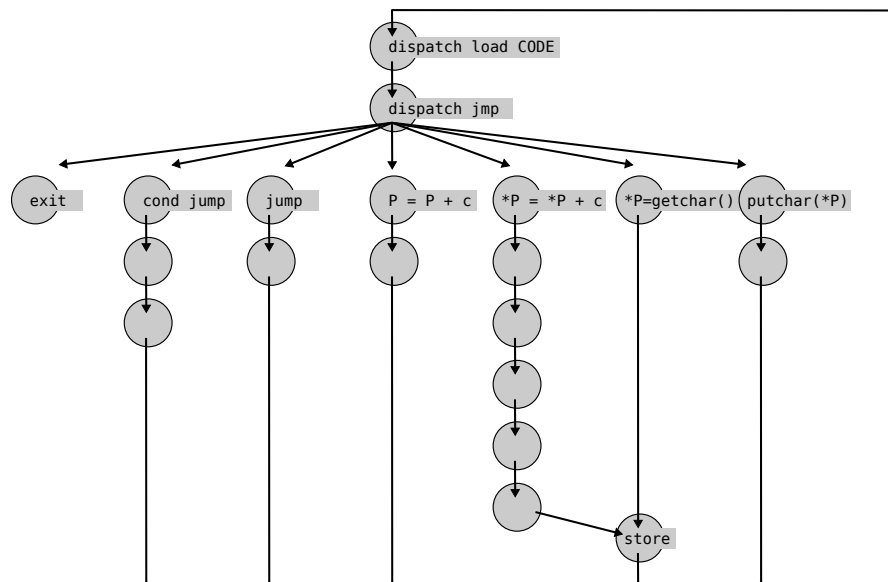 dispatch load CODE
dispatch jmp
exit
cond jump
jump
P = P + c
*P = *P + c
*P=getchar()
putchar(*P)
store